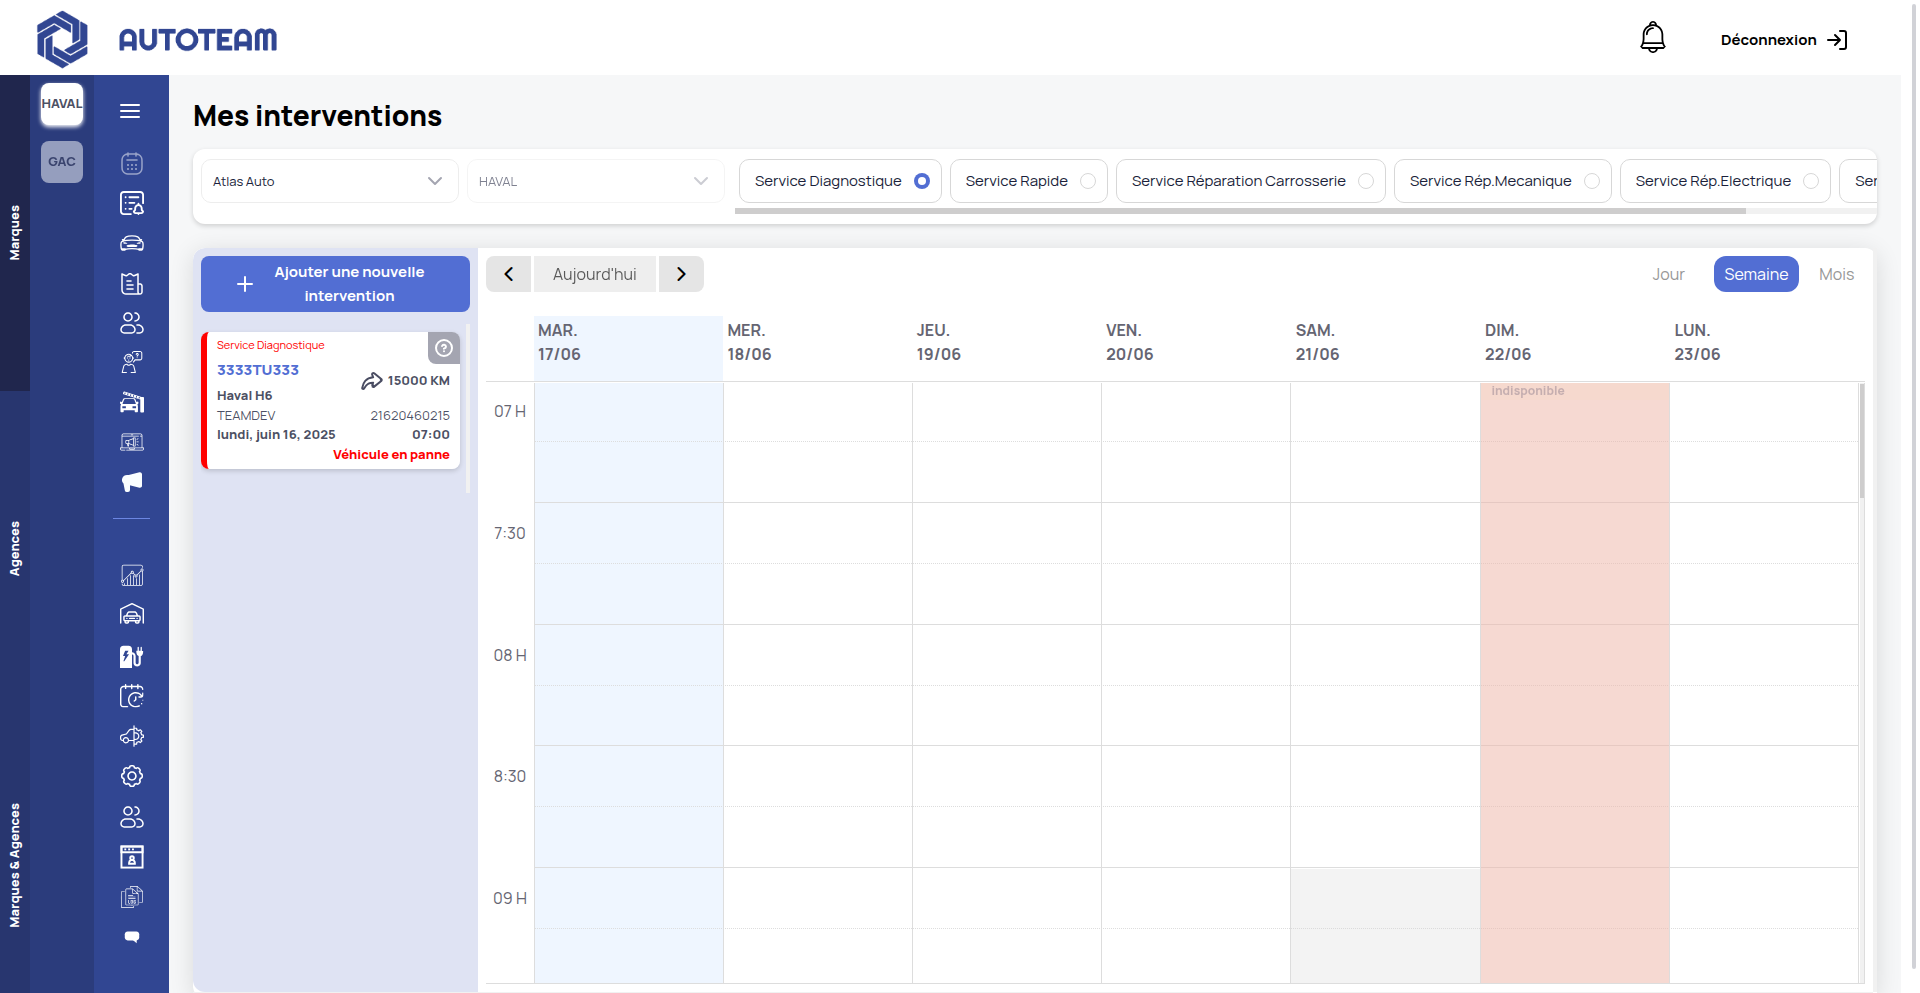 AUTOTEAM
Déconnexion
Marques
Agences
Marques & Agences
HAVAL
GAC
Mes interventions
Atlas Auto
HAVAL
Service Diagnostique
Service Rapide
Service Réparation Carrosserie
Service Rép.Mecanique
Service Rép.Electrique
Ser
Ajouter une nouvelle
intervention
Service Diagnostique
3333TU333
15000 KM
Haval H6
TEAMDEV 21620460215
lundi, juin 16, 2025 07:00
Véhicule en panne
Aujourd'hui
Jour Semaine Mois
MAR. MER. JEU. VEN. SAM. DIM. LUN.
17/06 18/06 19/06 20/06 21/06 22/06 23/06
indisponible
07 H
7:30
08 H
8:30
09 H